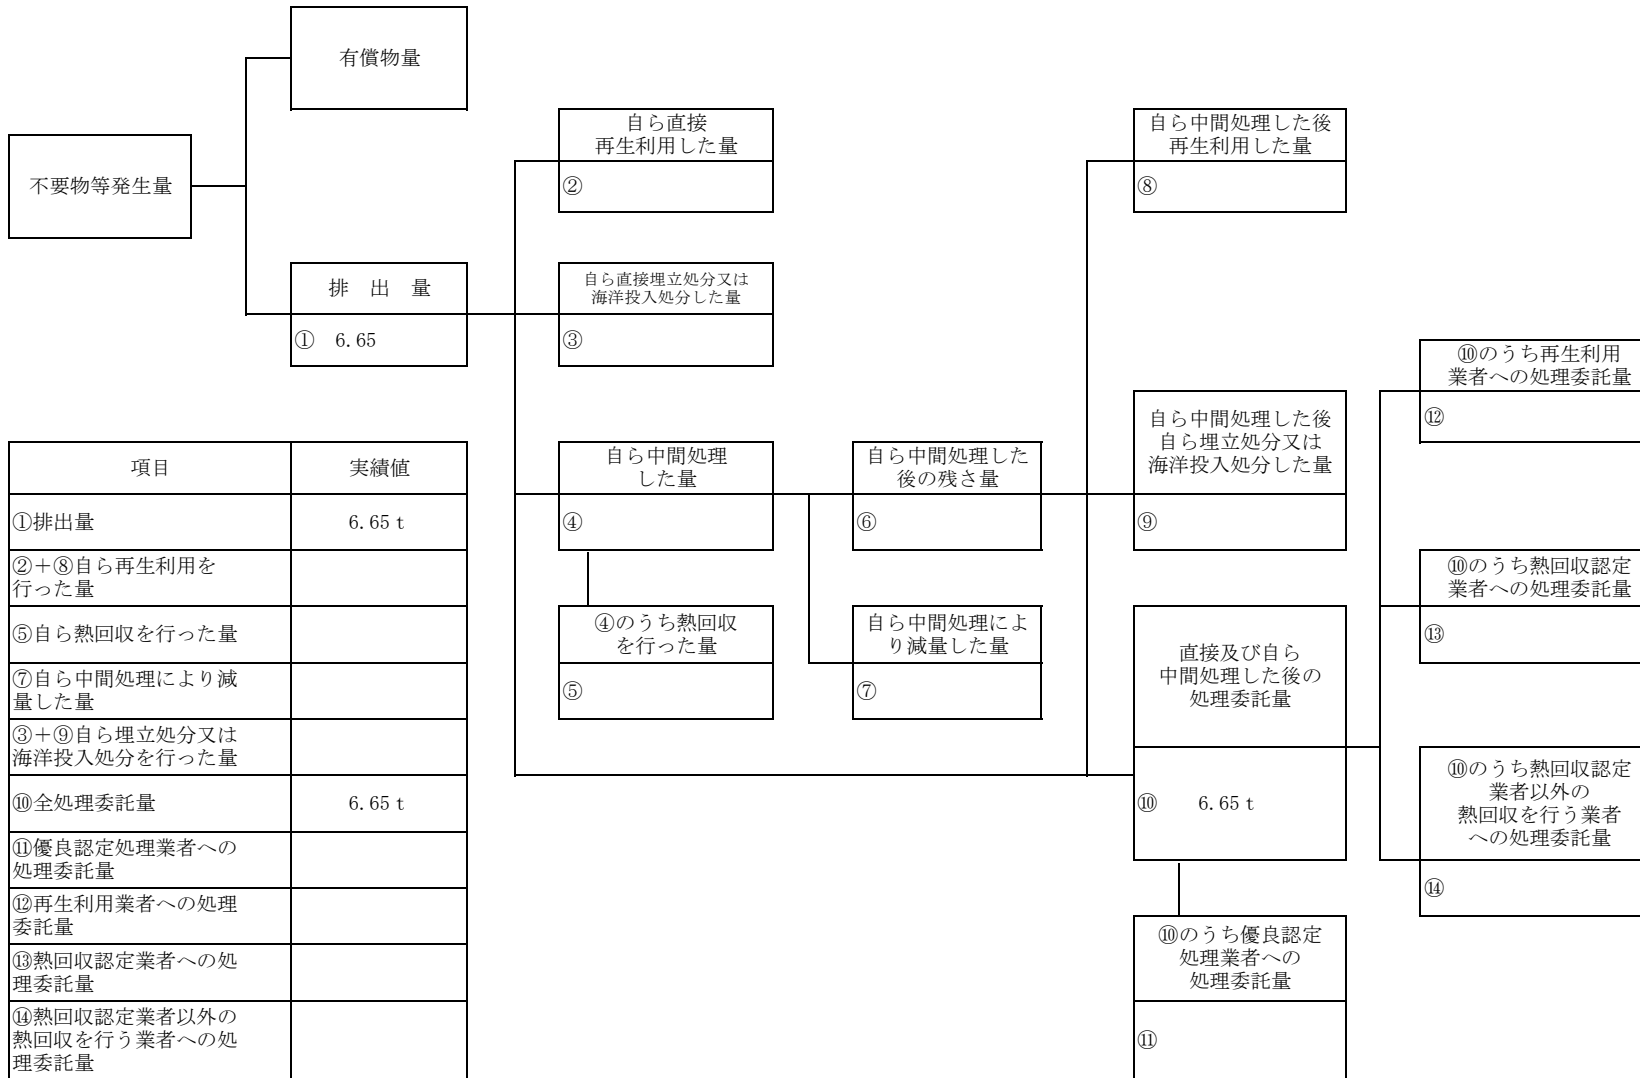 有償物量
不要物等発生量
排　出　量
①　6.65
自ら直接
再生利用した量
②
自ら直接埋立処分又は
海洋投入処分した量
③
自ら中間処理
した量
④
④のうち熱回収
を行った量
⑤
自ら中間処理した
後の残さ量
⑥
自ら中間処理によ
り減量した量
⑦
自ら中間処理した後
再生利用した量
⑧
自ら中間処理した後
自ら埋立処分又は
海洋投入処分した量
⑨
直接及び自ら
中間処理した後の
処理委託量
⑩　6.65 t
⑩のうち優良認定
処理業者への
処理委託量
⑪
⑩のうち再生利用
業者への処理委託量
⑫
⑩のうち熱回収認定
業者への処理委託量
⑬
⑩のうち熱回収認定
業者以外の
熱回収を行う業者
への処理委託量
⑭
項目　実績値
①排出量　6.65 t
②＋⑧自ら再生利用を
行った量
⑤自ら熱回収を行った量
⑦自ら中間処理により減
量した量
③＋⑨自ら埋立処分又は
海洋投入処分を行った量
⑩全処理委託量　6.65 t
⑪優良認定処理業者への
処理委託量
⑫再生利用業者への処理
委託量
⑬熱回収認定業者への処
理委託量
⑭熱回収認定業者以外の
熱回収を行う業者への処
理委託量